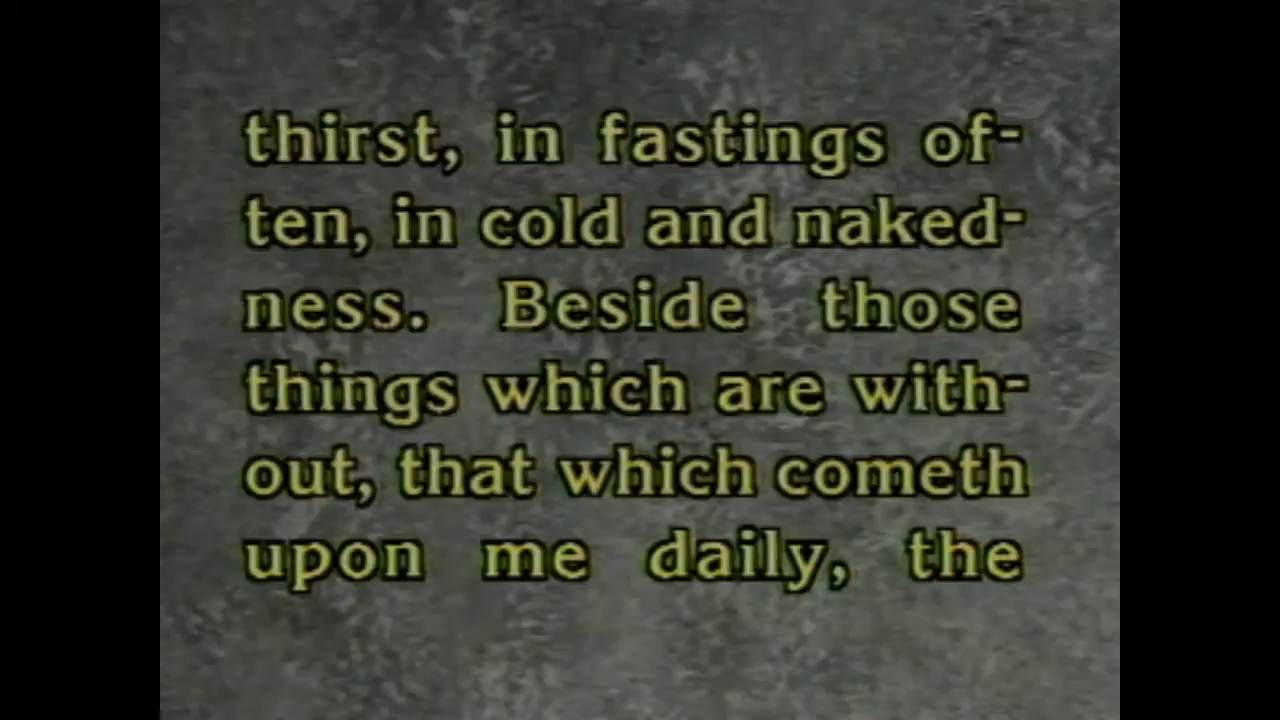 thirst, in fastings of-
ten, in cold and naked-
ness. Beside those
things which are with-
out, that which cometh
upon me daily, the